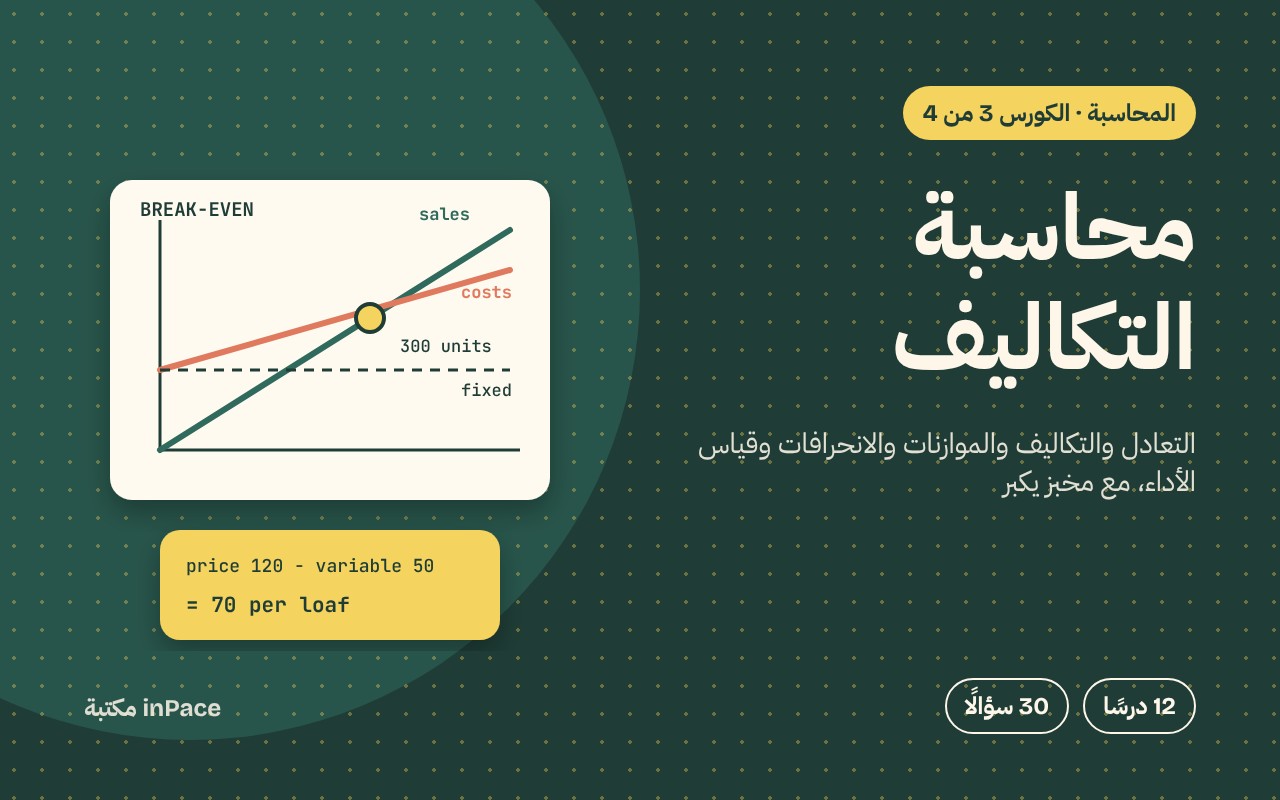 المحاسبة · الكورس 3 من 4
محاسبة
التكاليف
التعادل والتكاليف والموازنات والانحرافات وقياس
الأداء، مع مخبز يكبر
12 درسًا
30 سؤالًا
BREAK-EVEN
sales
costs
300 units
fixed
price 120 - variable 50
= 70 per loaf
مكتبة inPace